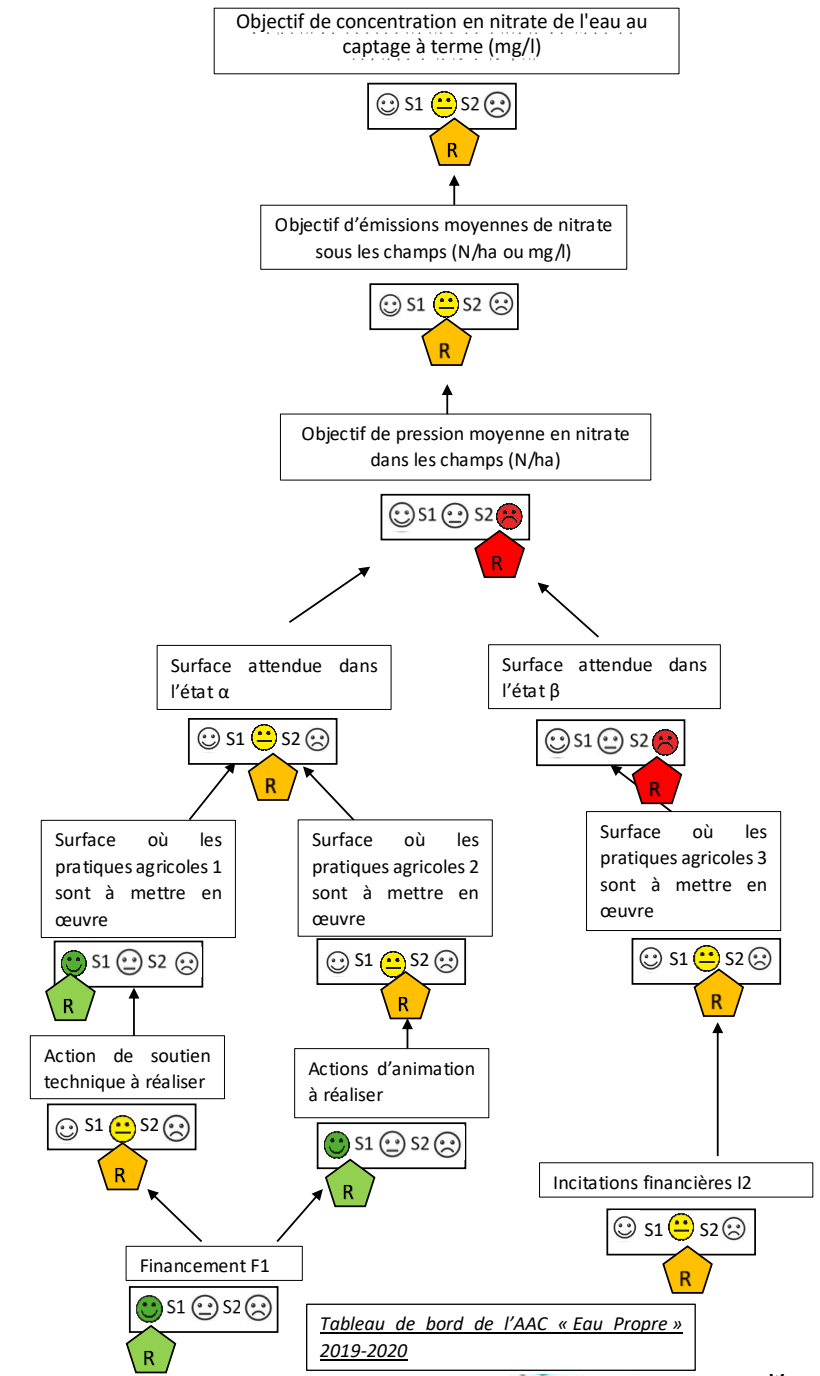 Objectif de concentration en nitrate de l'eau au
captage à terme (mg/l)
S1 S2
R
Objectif d'émissions moyennes de nitrate
sous les champs (N/ha ou mg/l)
S1 S2
R
Objectif de pression moyenne en nitrate
dans les champs (N/ha)
S1 S2
R
Surface attendue dans
l'état α
S1 S2
R
Surface attendue dans
l'état β
S1 S2
R
Surface où les
pratiques agricoles 1
sont à mettre en
œuvre
S1 S2
R
Surface où les
pratiques agricoles 2
sont à mettre en
œuvre
S1 S2
R
Surface où les
pratiques agricoles 3
sont à mettre en
œuvre
S1 S2
R
Action de soutien
technique à réaliser
S1 S2
R
Actions d'animation
à réaliser
S1 S2
R
Incitations financières I2
S1 S2
R
Financement F1
S1 S2
R
Tableau de bord de l'AAC « Eau Propre »
2019-2020